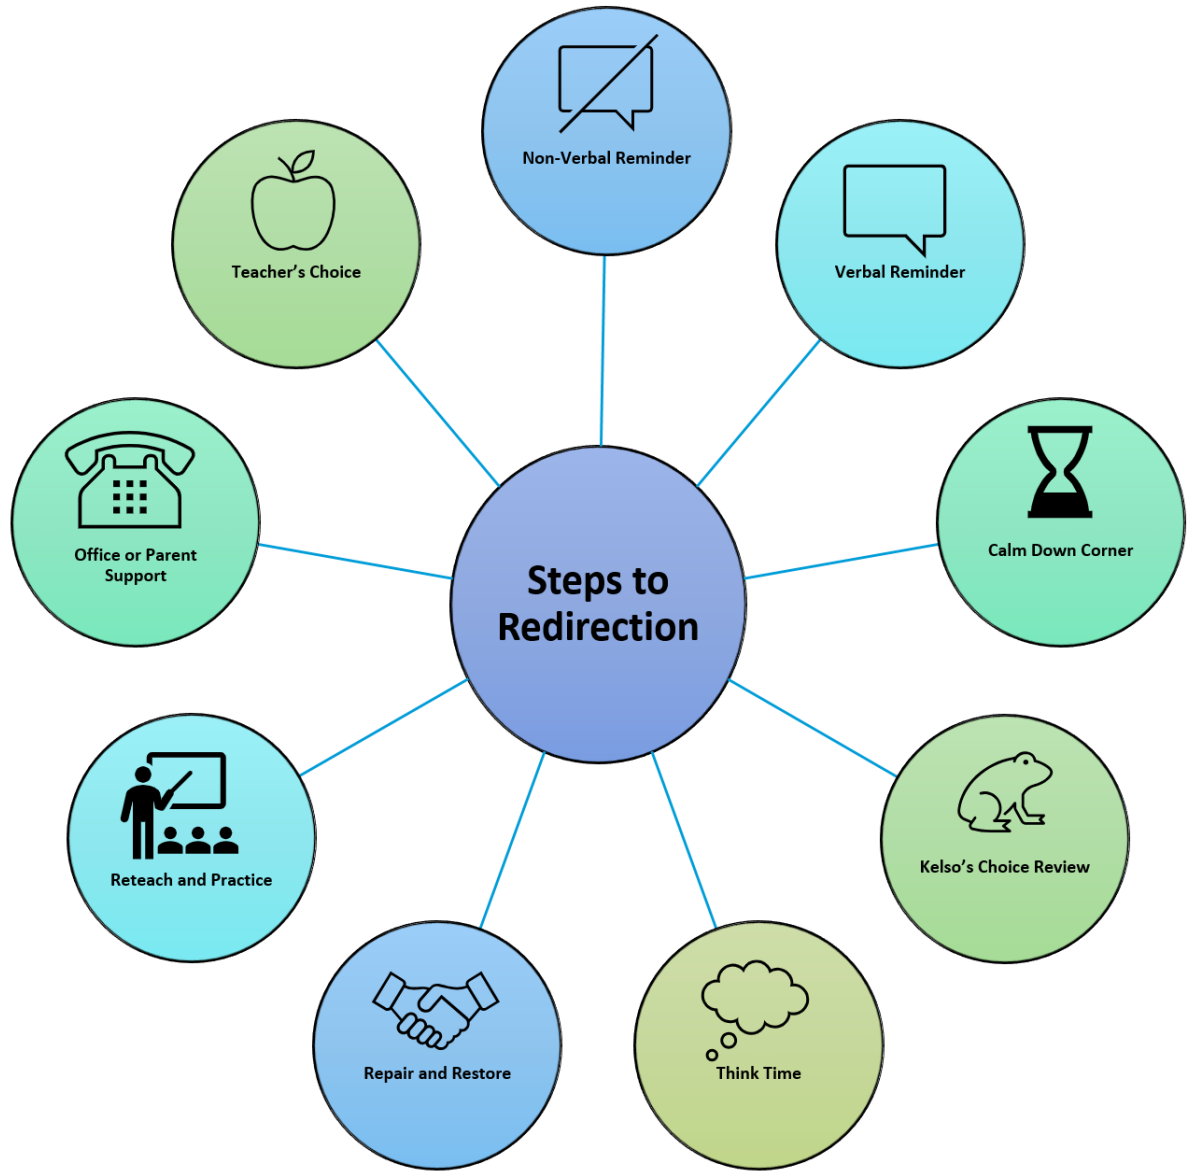 Non-Verbal Reminder
Verbal Reminder
Teacher's Choice
Calm Down Corner
Office or Parent
Support
Steps to
Redirection
Kelso's Choice Review
Reteach and Practice
Think Time
Repair and Restore